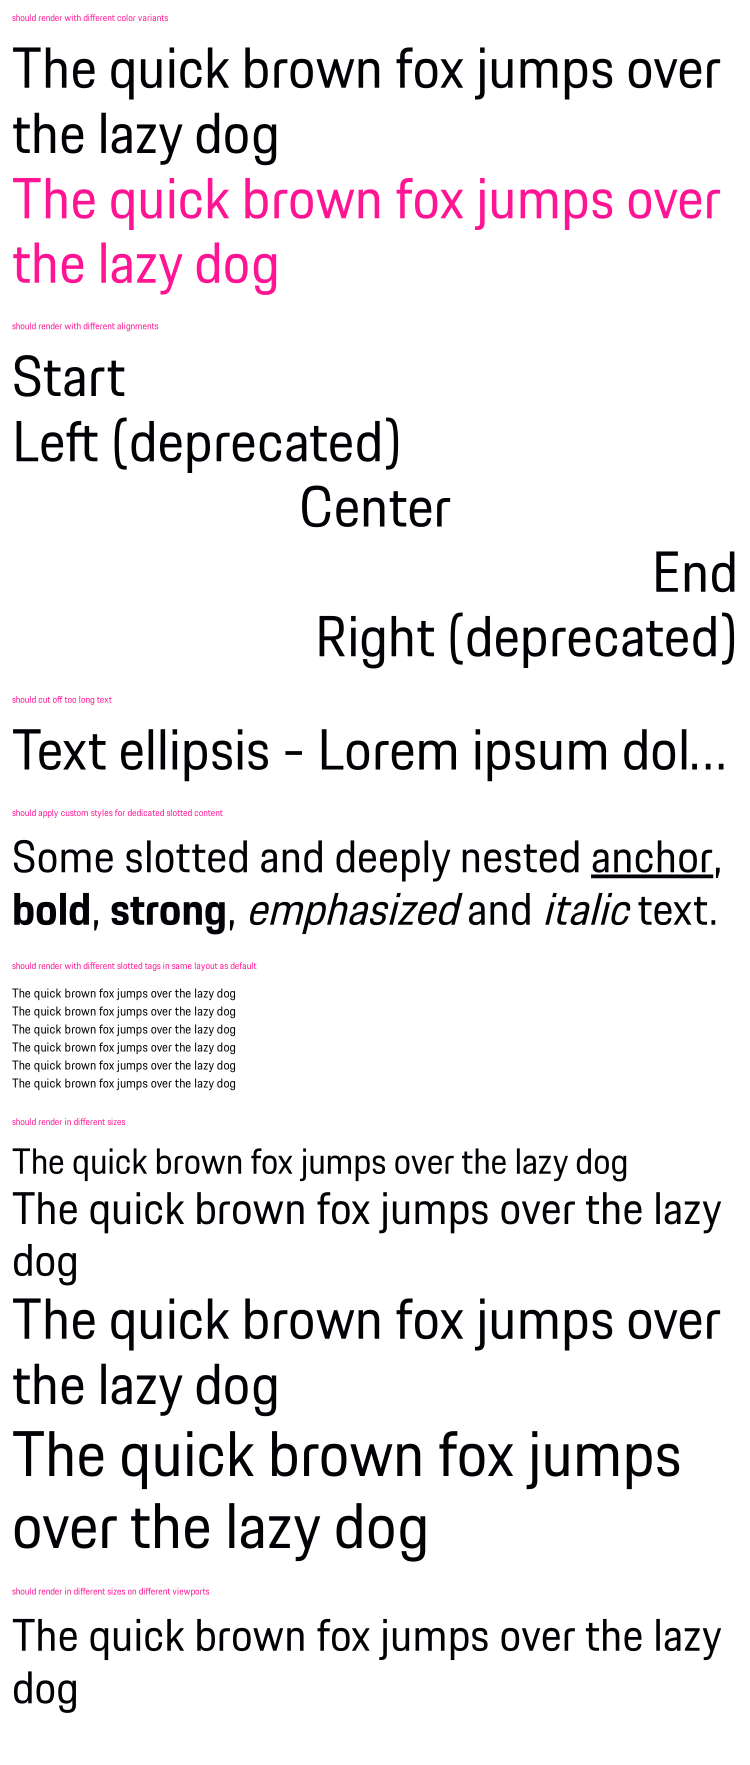 should render with different color variants
The quick brown fox jumps over
the lazy dog
The quick brown fox jumps over
the lazy dog
should render with different alignments
Start
Left (deprecated)
Center
End
Right (deprecated)
should cut off too long text
Text ellipsis - Lorem ipsum dol...
should apply custom styles for dedicated slotted content
Some slotted and deeply nested anchor,
bold, strong, emphasized and italic text.
should render with different slotted tags in same layout as default
The quick brown fox jumps over the lazy dog
The quick brown fox jumps over the lazy dog
The quick brown fox jumps over the lazy dog
The quick brown fox jumps over the lazy dog
The quick brown fox jumps over the lazy dog
The quick brown fox jumps over the lazy dog
should render in different sizes
The quick brown fox jumps over the lazy dog
The quick brown fox jumps over the lazy
dog
The quick brown fox jumps over
the lazy dog
The quick brown fox jumps
over the lazy dog
should render in different sizes on different viewports
The quick brown fox jumps over the lazy
dog